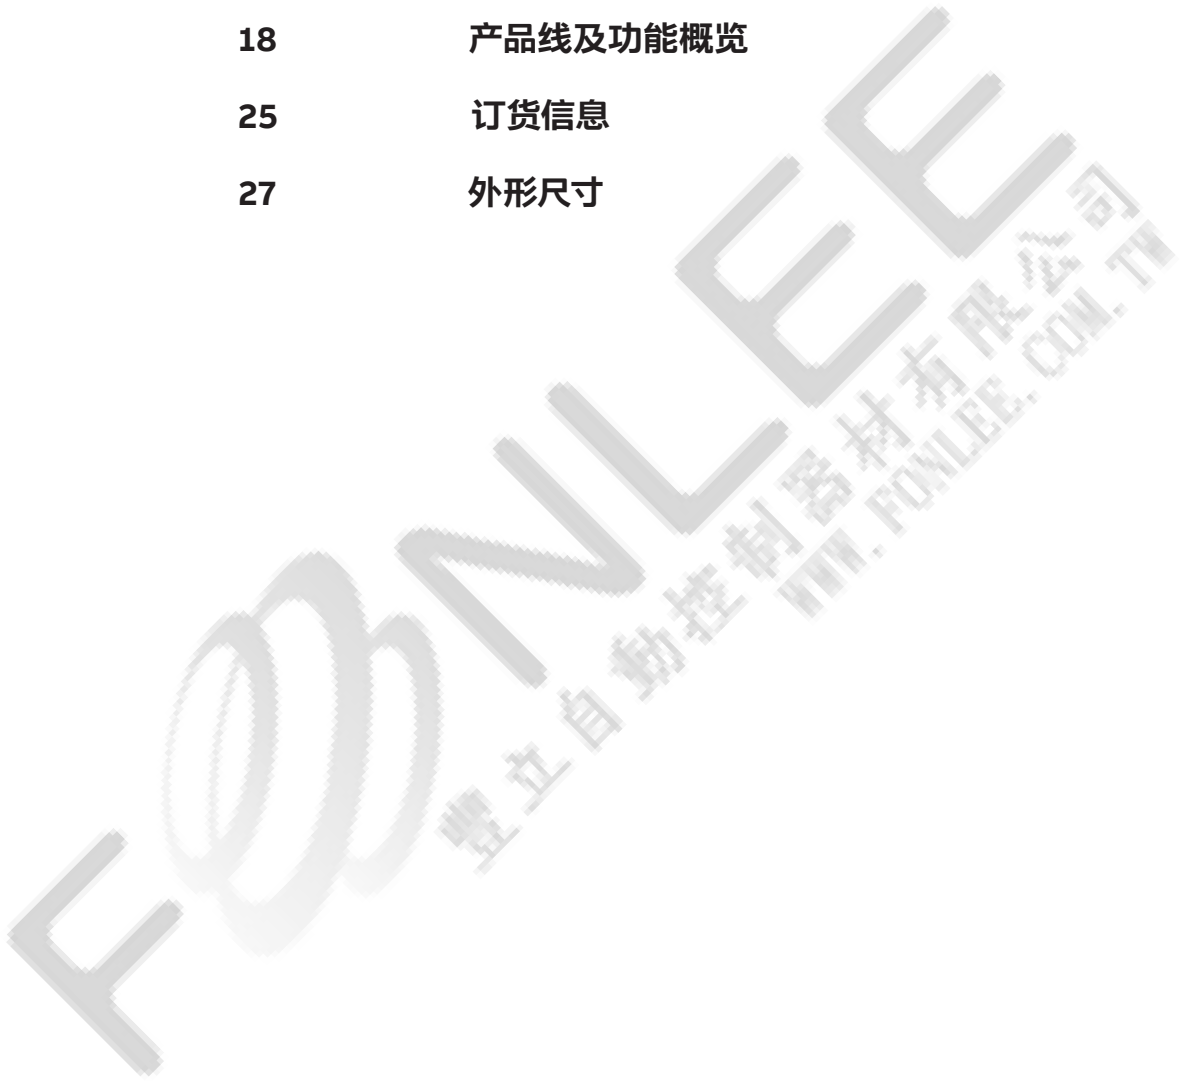 18 产品线及功能概览
25 订货信息
27 外形尺寸
FONLEE
豐立自動控制器材有限公司
WWW.FONLEE.COM.TW